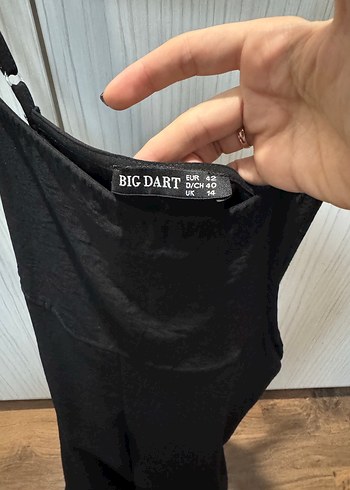 BIG DART
EUR 42
D/CH 40
UK 14